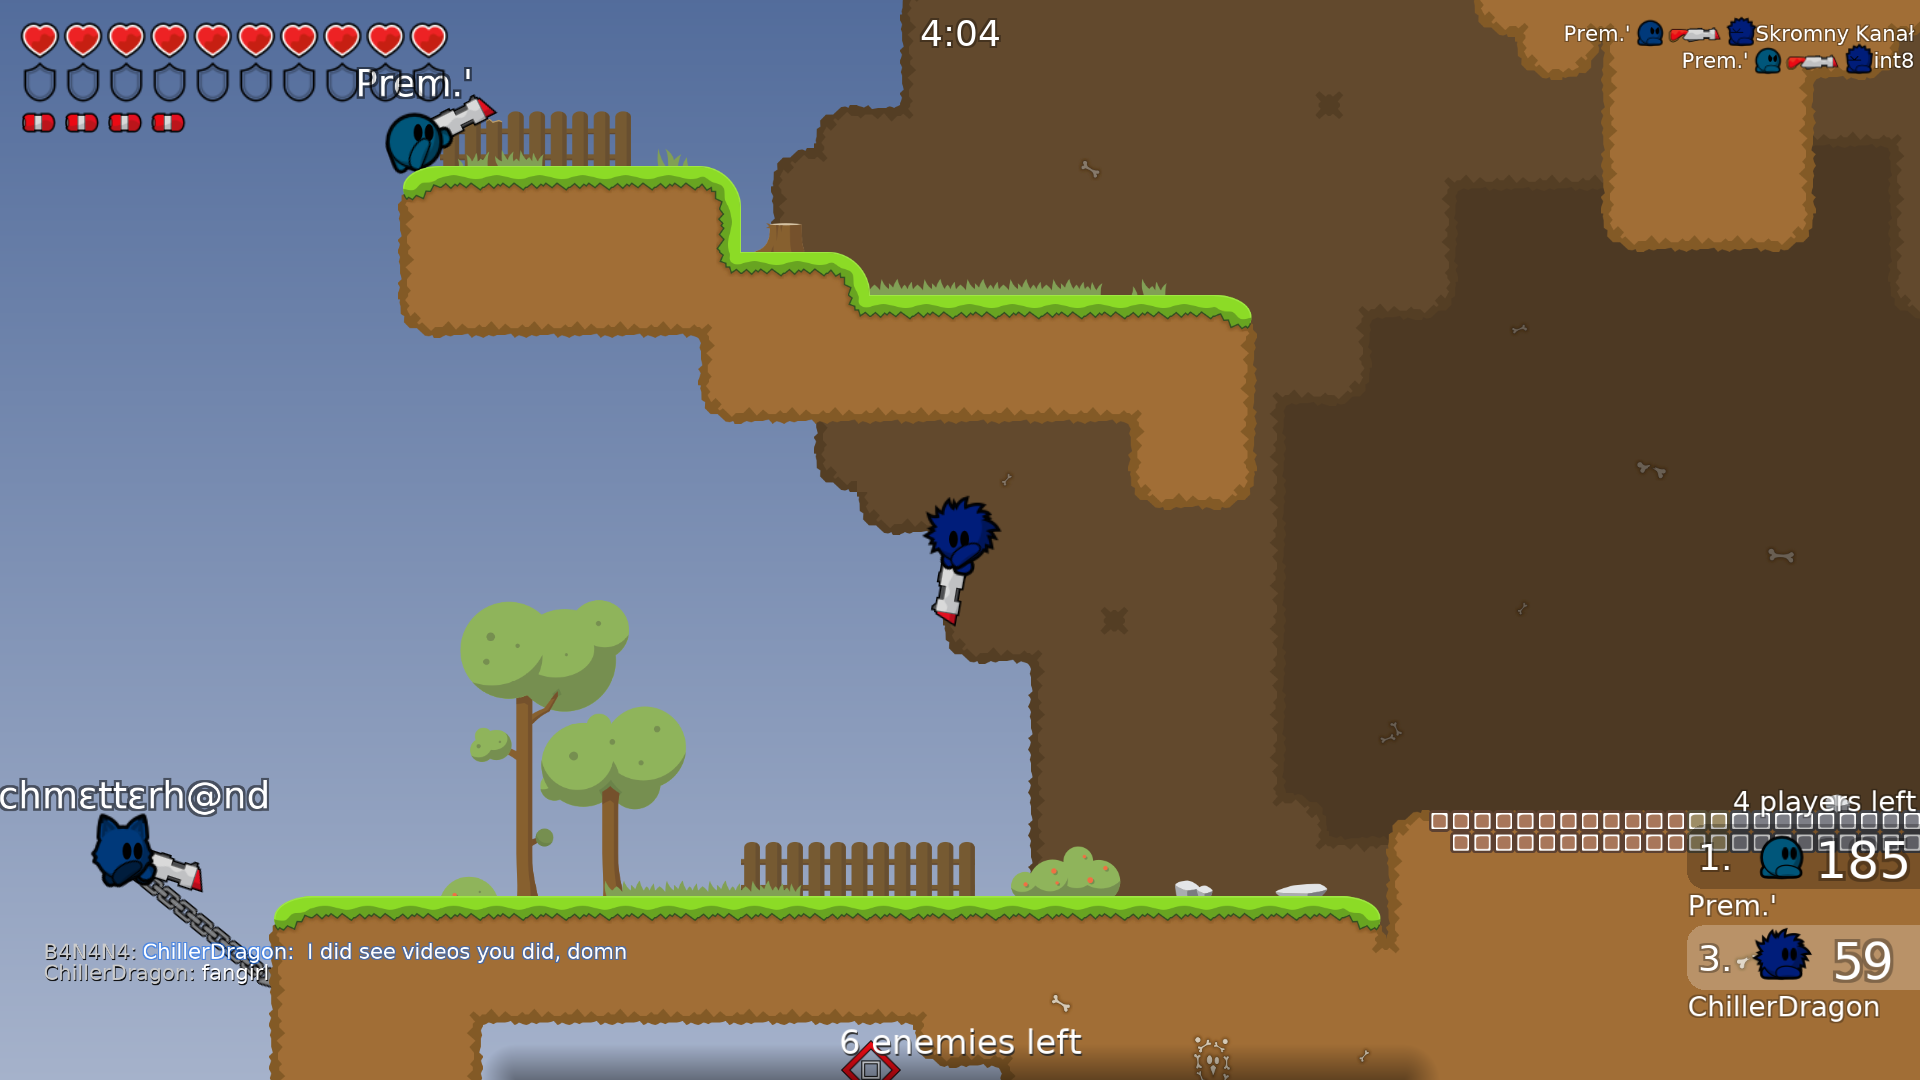 4:04
Prem.' Skromny Kanał
Prem.' int8
Prem.'
chmɛttɛrh@nd
4 players left
1. 185
Prem.'
3. 59
ChillerDragon
B4N4N4: ChillerDragon: I did see videos you did, domn
ChillerDragon: fangirl
6 enemies left